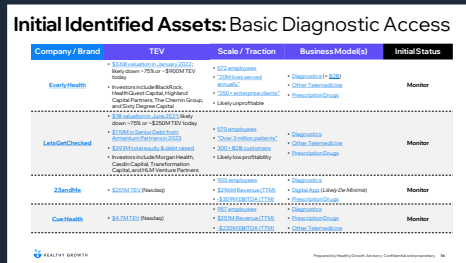 Initial Identified Assets: Basic Diagnostic Access
Company / Brand TEV Scale / Traction Business Model(s) Initial Status
Everly Health
• $3.6B valuation in January 2022;
likely down ~75% or ~$900M TEV
today
• Investors include BlackRock,
HealthQuest Capital, Highland
Capital Partners, The Chernin Group,
and Sixty Degree Capital
• 572 employees
• "20M lives served
annually"
• "250+ enterprise clients"
• Likely unprofitable
• Diagnostics (+ B2B)
• Other Telemedicine
• Prescription Drugs
Monitor
LetsGetChecked
• $1B valuation in June 2021; likely
down ~75% or ~$250M TEV today
• $110M in Senior Debt from
Armentum Partners in 2023
• $393M total equity & debt raised
• Investors include Morgan Health,
Casdin Capital, Transformation
Capital, and HLM Venture Partners
• 570 employees
• "Over 3 million patients"
• 300+ B2B customers
• Likely low profitability
• Diagnostics
• Other Telemedicine
• Prescription Drugs
Monitor
23andMe
• $251M TEV (Nasdaq)
• 900 employees
• $296M Revenue (TTM)
• -$309M EBITDA (TTM)
• Diagnostics
• Digital App (Likely De Minimis)
• Prescription Drugs
Monitor
Cue Health
• $4.7M TEV (Nasdaq)
• 957 employees
• $251M Revenue (TTM)
• -$230M EBITDA (TTM)
• Diagnostics
• Prescription Drugs
• Other Telemedicine
Monitor
HEALTHY GROWTH
Prepared by Healthy Growth Advisory. Confidential and proprietary. 16